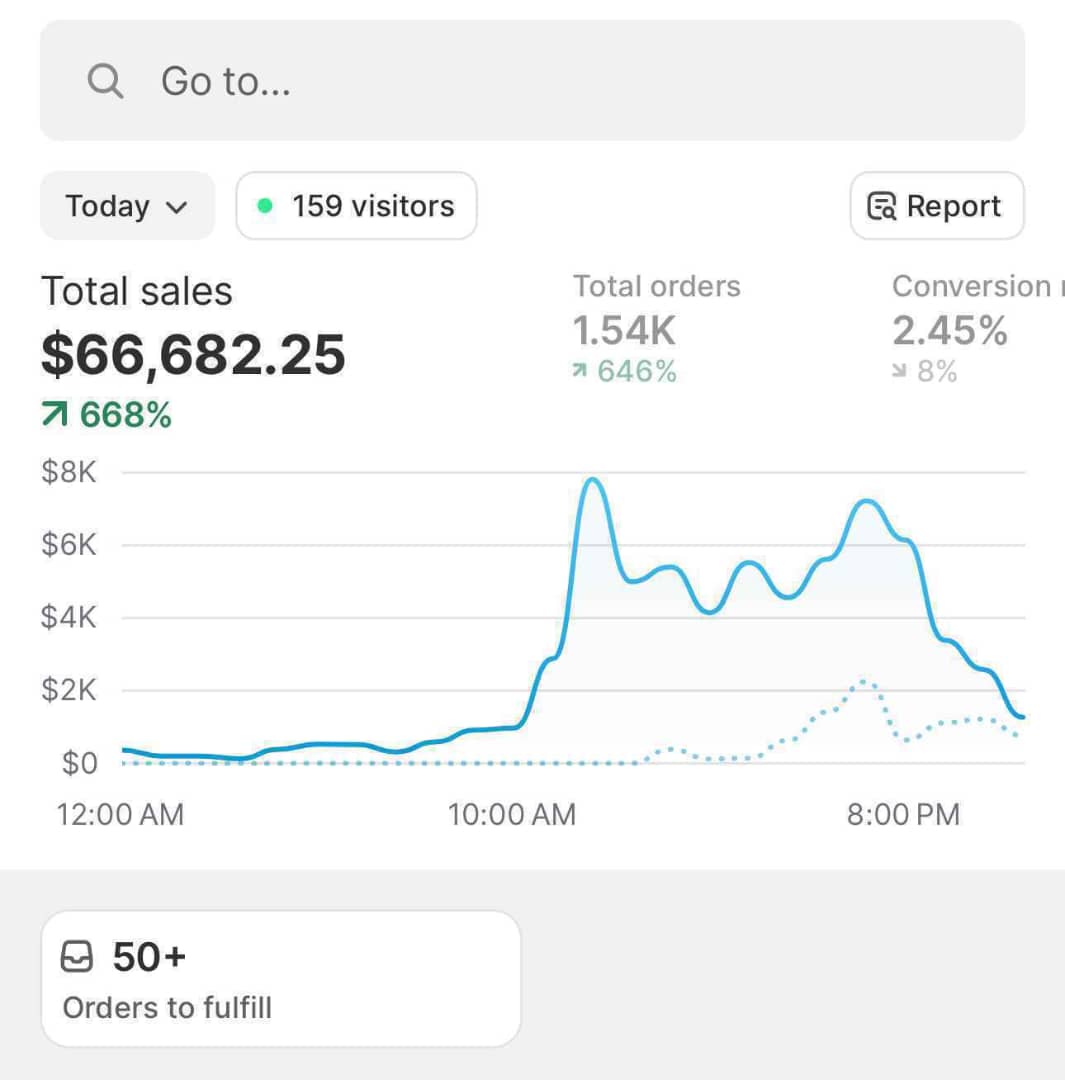 Go to...
Today
159 visitors
Report
Total sales
$66,682.25
668%
Total orders
1.54K
646%
Conversion
2.45%
8%
$8K
$6K
$4K
$2K
$0
12:00 AM
10:00 AM
8:00 PM
50+
Orders to fulfill